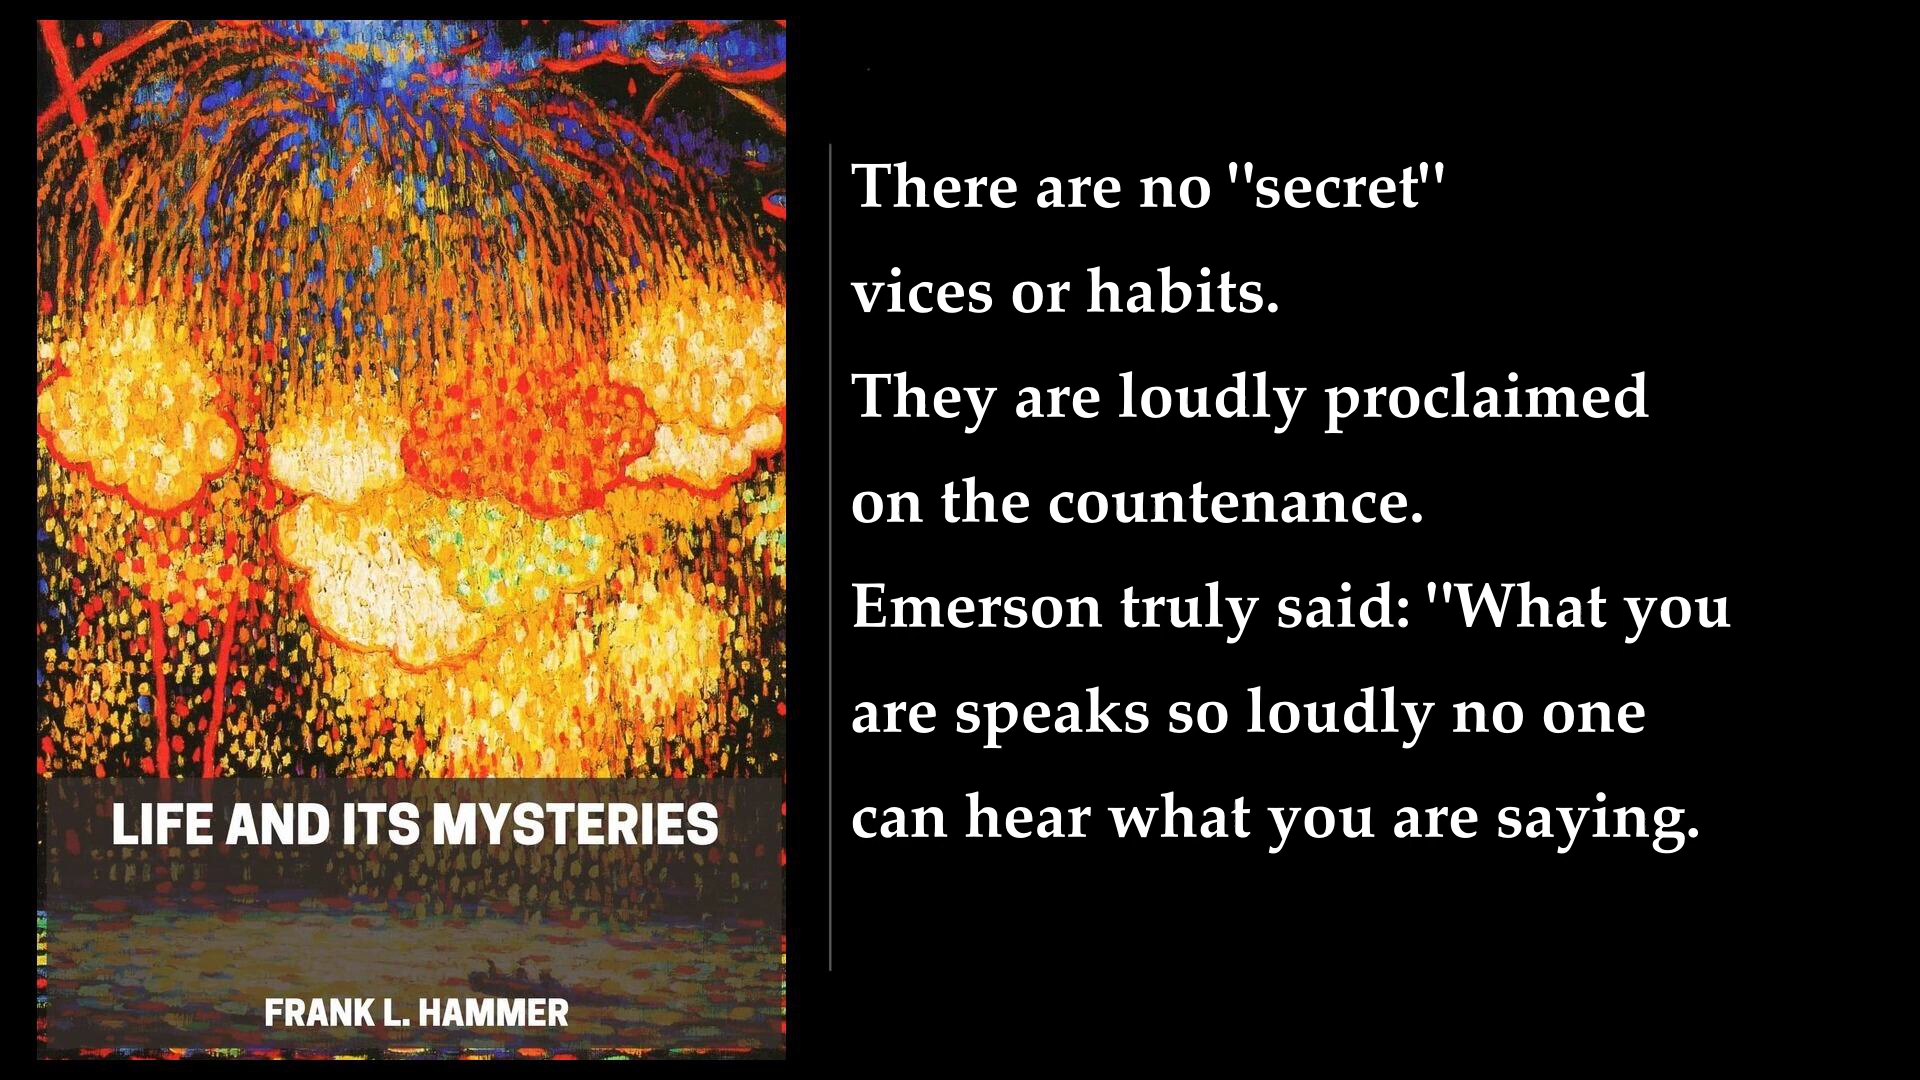 LIFE AND ITS MYSTERIES
FRANK L. HAMMER
There are no "secret"
vices or habits.
They are loudly proclaimed
on the countenance.
Emerson truly said: "What you
are speaks so loudly no one
can hear what you are saying.